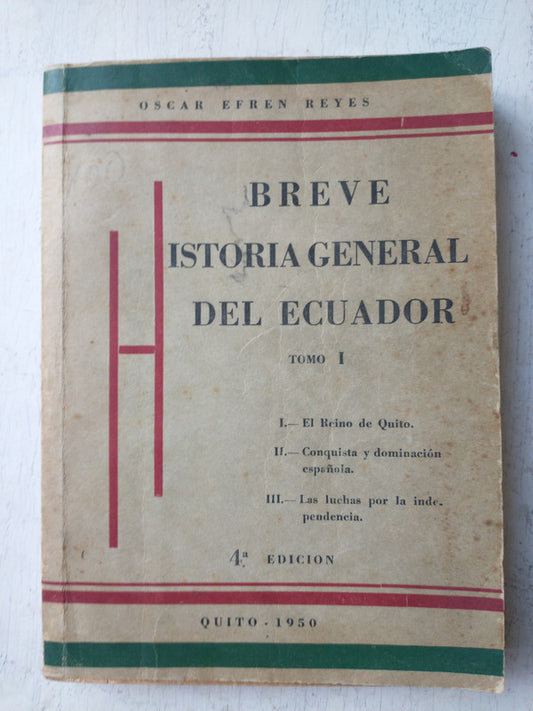 OSCAR EFREN REYES
BREVE
HISTORIA GENERAL
DEL ECUADOR
TOMO I
I.— El Reino de Quito.
II.— Conquista y dominación
española.
III.— Las luchas por la inde-
pendencia.
4ª EDICION
QUITO - 1950